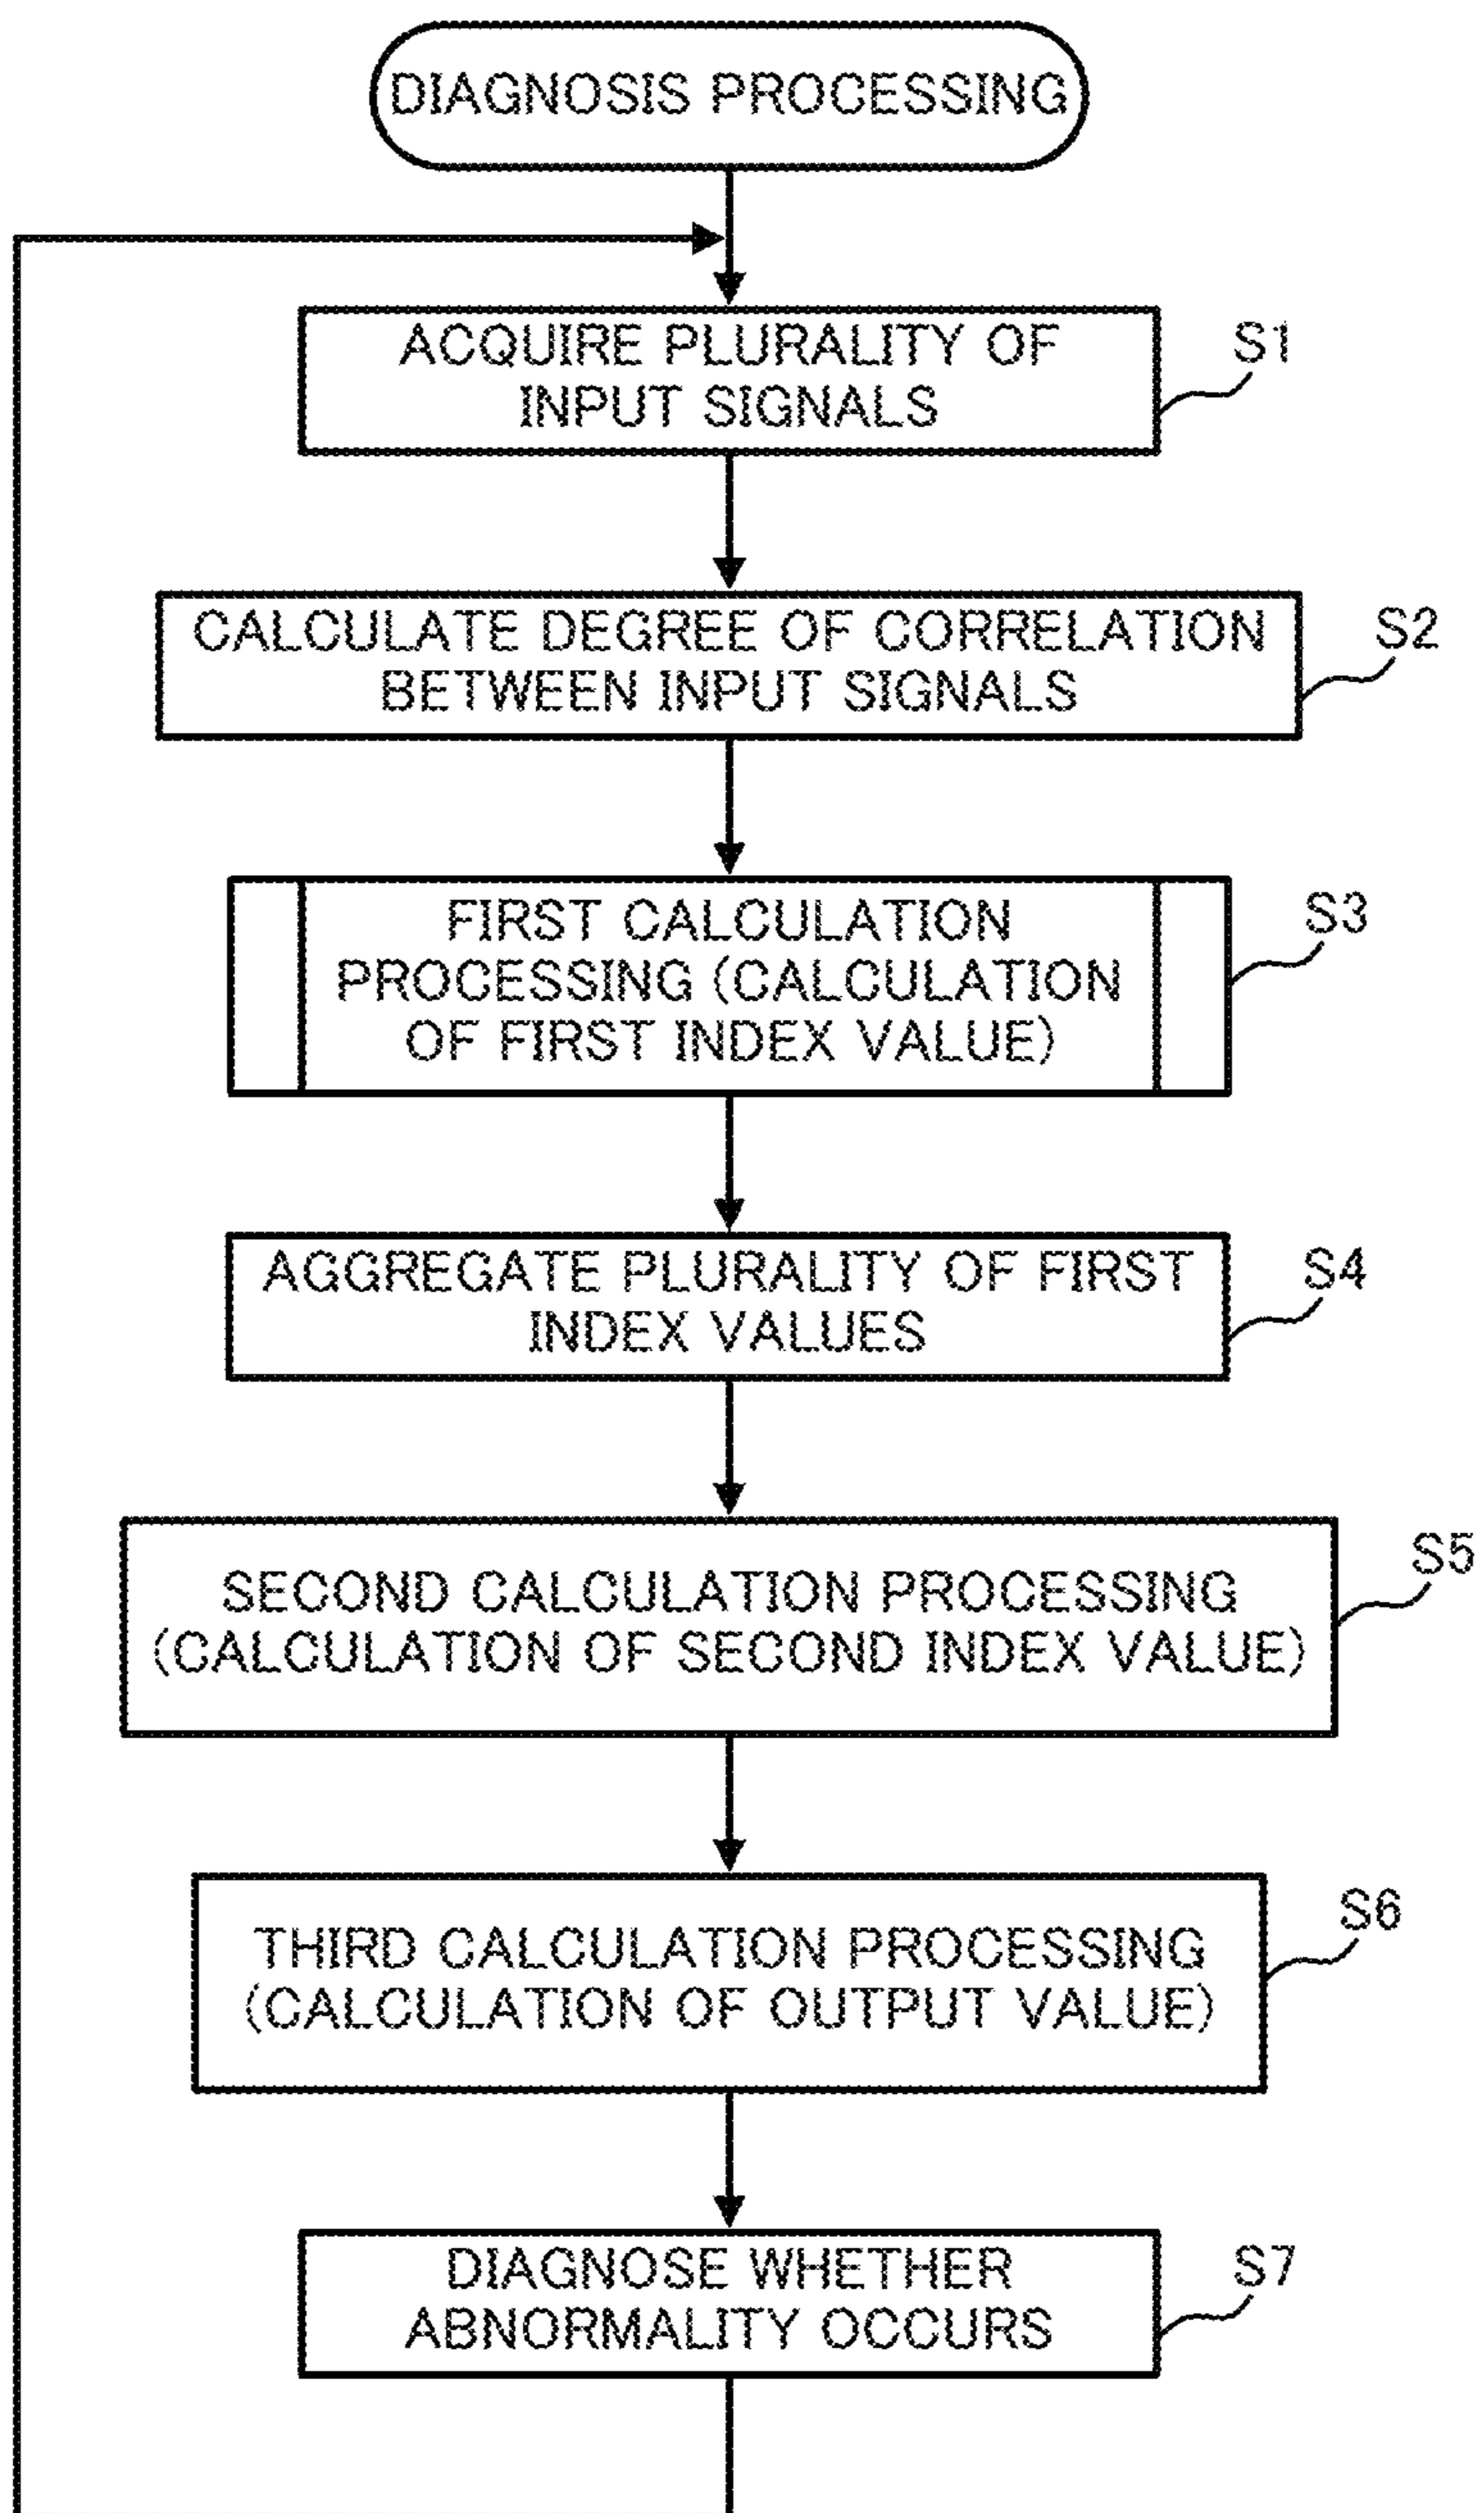 DIAGNOSIS PROCESSING
ACQUIRE PLURALITY OF
INPUT SIGNALS
S1
CALCULATE DEGREE OF CORRELATION
BETWEEN INPUT SIGNALS
S2
FIRST CALCULATION
PROCESSING (CALCULATION
OF FIRST INDEX VALUE)
S3
AGGREGATE PLURALITY OF FIRST
INDEX VALUES
S4
SECOND CALCULATION PROCESSING
(CALCULATION OF SECOND INDEX VALUE)
S5
THIRD CALCULATION PROCESSING
(CALCULATION OF OUTPUT VALUE)
S6
DIAGNOSE WHETHER
ABNORMALITY OCCURS
S7